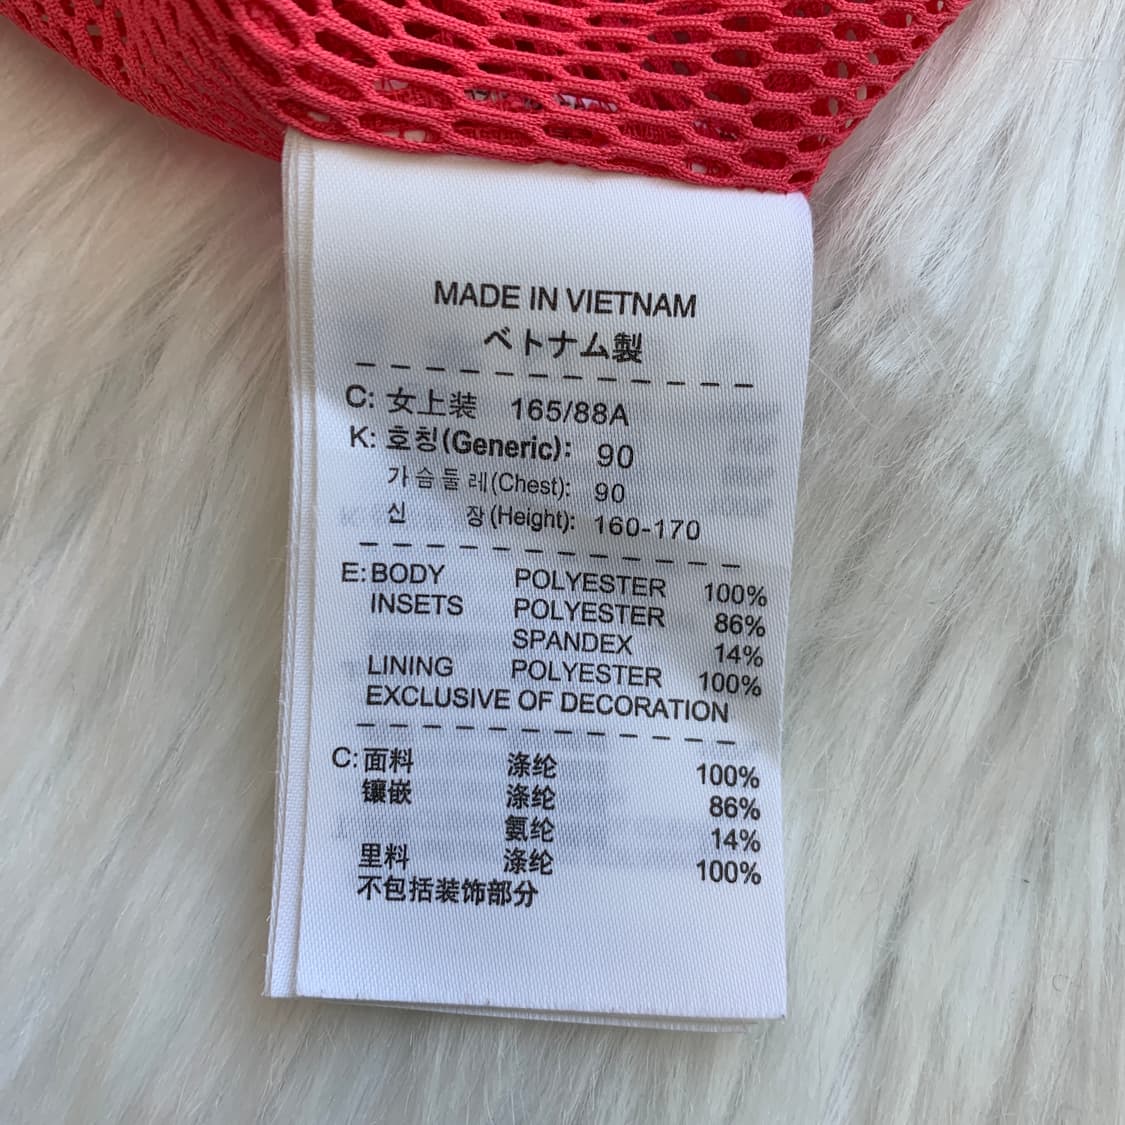 MADE IN VIETNAM
ベトナム製
C: 女上装 165/88A
K: 호칭(Generic): 90
가슴둘레(Chest): 90
신 장(Height): 160-170
E: BODY POLYESTER 100%
INSETS POLYESTER 86%
SPANDEX 14%
LINING POLYESTER 100%
EXCLUSIVE OF DECORATION
C: 面料 涤纶 100%
镶嵌 涤纶 86%
氨纶 14%
里料 涤纶 100%
不包括装饰部分